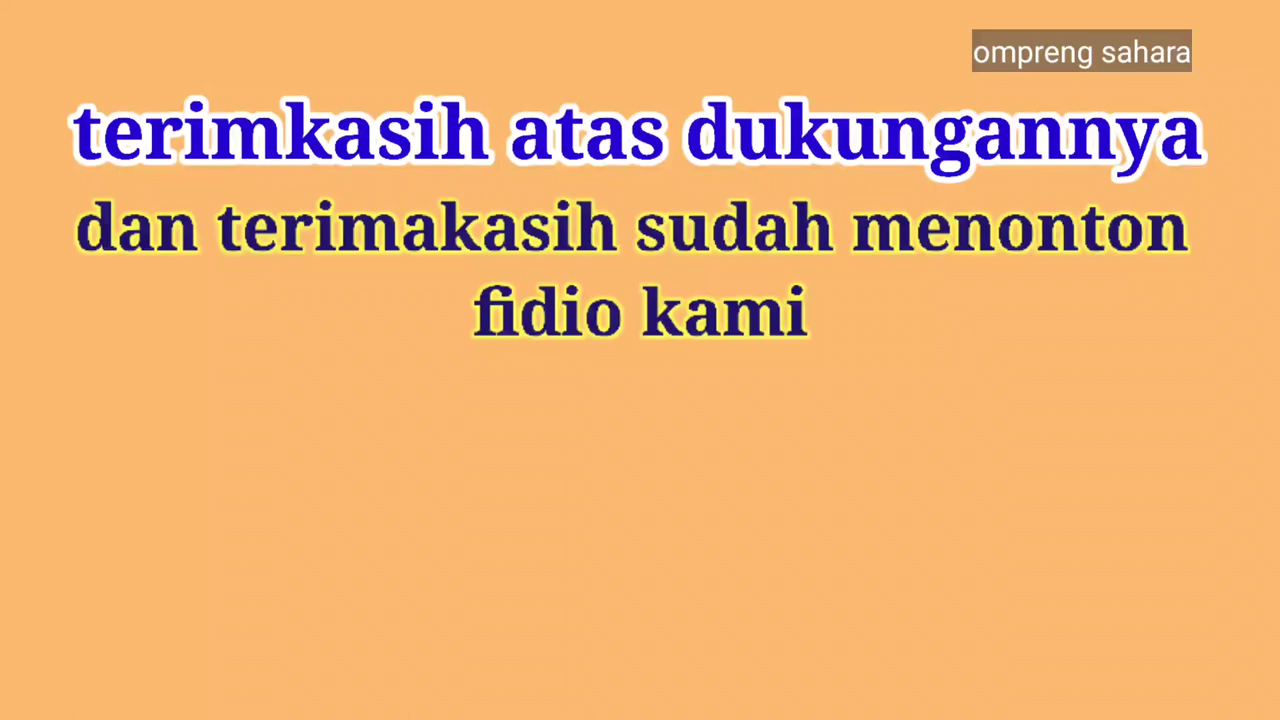 ompreng sahara
terimkasih atas dukungannya
dan terimakasih sudah menonton
fidio kami